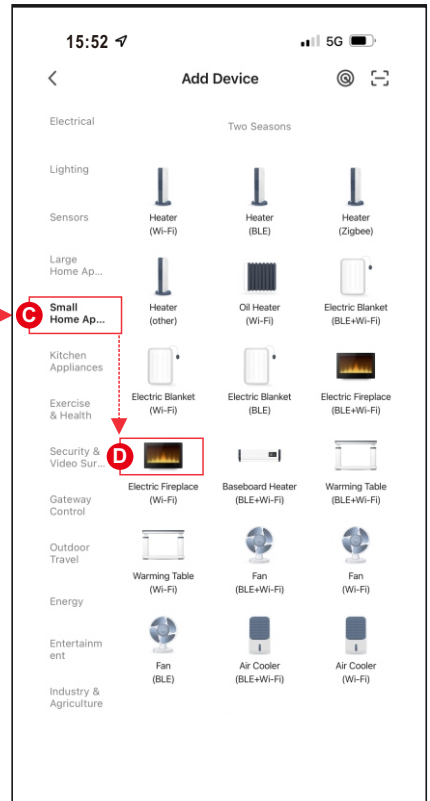 15:52
5G
Add Device
Electrical
Lighting
Sensors
Large
Home Ap...
C
Small
Home Ap...
Kitchen
Appliances
Exercise
& Health
Security &
Video Sur...
Gateway
Control
Outdoor
Travel
Energy
Entertainm
ent
Industry &
Agriculture
Two Seasons
Heater
(Wi-Fi)
Heater
(BLE)
Heater
(Zigbee)
Heater
(other)
Oil Heater
(Wi-Fi)
Electric Blanket
(BLE+Wi-Fi)
Electric Blanket
(Wi-Fi)
Electric Blanket
(BLE)
Electric Fireplace
(BLE+Wi-Fi)
D
Electric Fireplace
(Wi-Fi)
Baseboard Heater
(BLE+Wi-Fi)
Warming Table
(BLE+Wi-Fi)
Warming Table
(Wi-Fi)
Fan
(BLE+Wi-Fi)
Fan
(Wi-Fi)
Fan
(BLE)
Air Cooler
(BLE+Wi-Fi)
Air Cooler
(Wi-Fi)